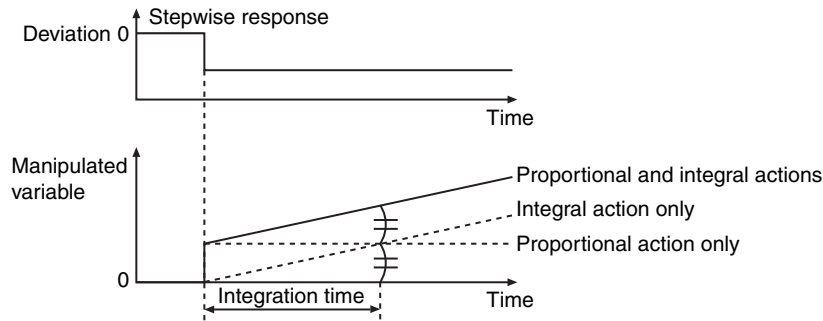 Stepwise response
Deviation 0
Time
Manipulated
variable
Proportional and integral actions
Integral action only
Proportional action only
0
Integration time
Time